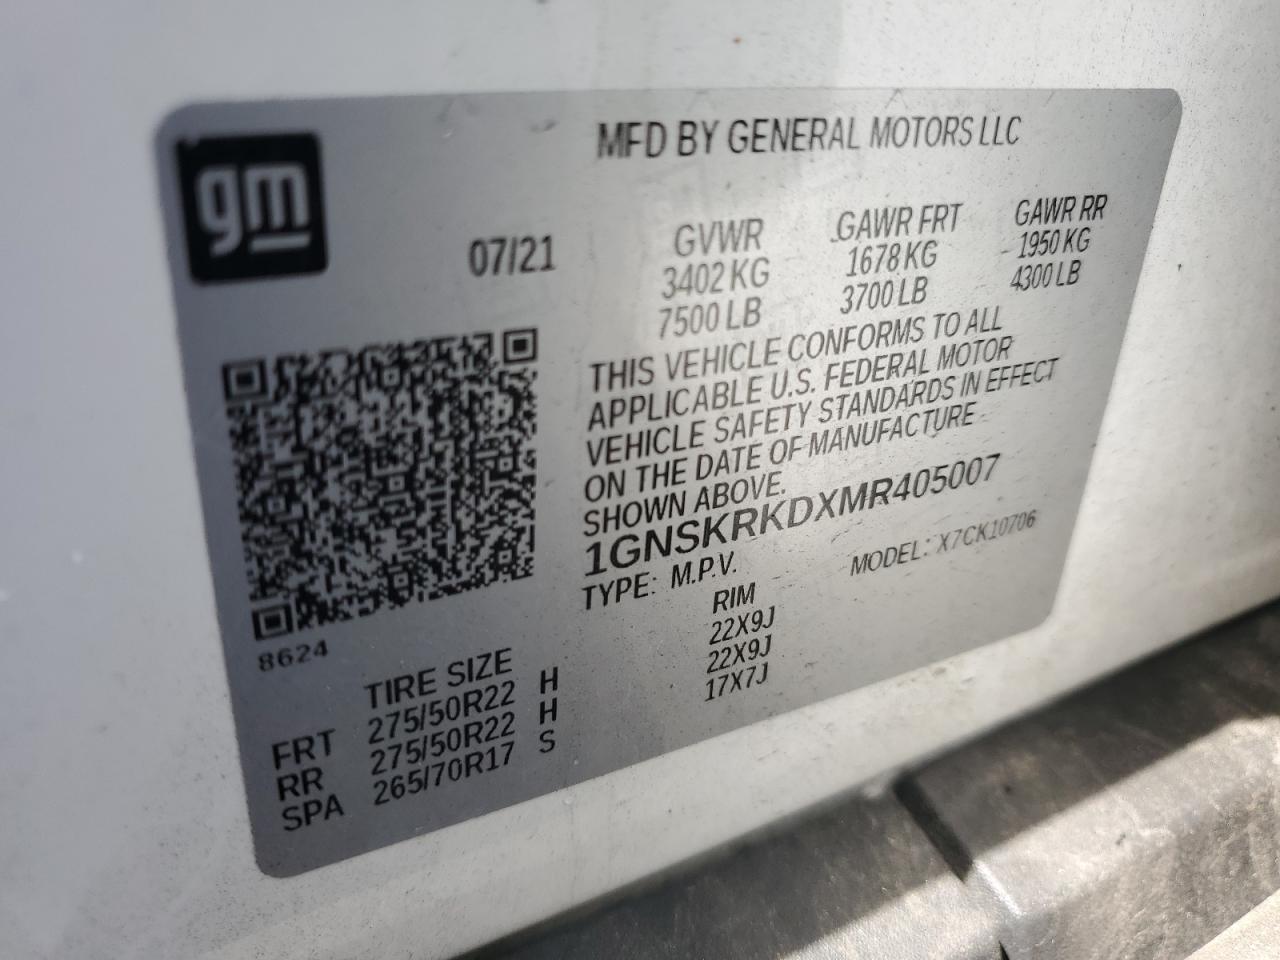 gm
MFD BY GENERAL MOTORS LLC
07/21 GVWR GAWR FRT GAWR RR
3402 KG 1678 KG 1950 KG
7500 LB 3700 LB 4300 LB
THIS VEHICLE CONFORMS TO ALL
APPLICABLE U.S. FEDERAL MOTOR
VEHICLE SAFETY STANDARDS IN EFFECT
ON THE DATE OF MANUFACTURE
SHOWN ABOVE.
1GNSKRKDXMR405007
TYPE: M.P.V. MODEL: X7CK10706
8624
TIRE SIZE RIM
FRT 275/50R22 H 22X9J
RR 275/50R22 H 22X9J
SPA 265/70R17 S 17X7J